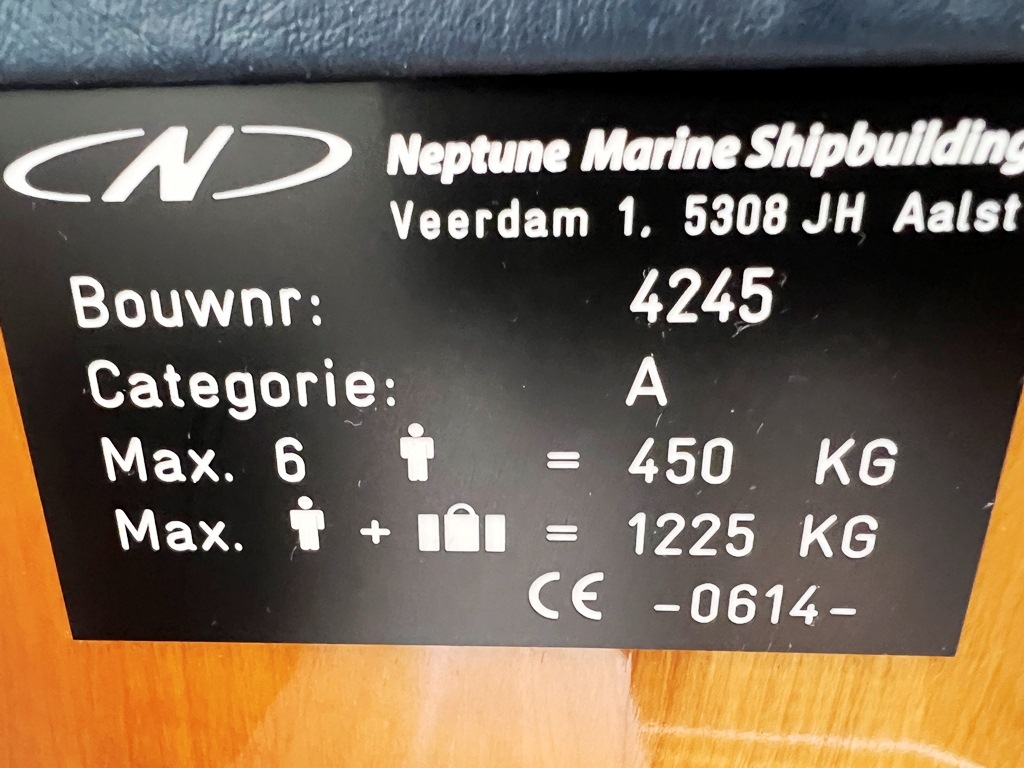 N
Neptune Marine Shipbuilding
Veerdam 1, 5308 JH Aalst
Bouwnr: 4245
Categorie: A
Max. 6 = 450 KG
Max. + = 1225 KG
CE -0614-